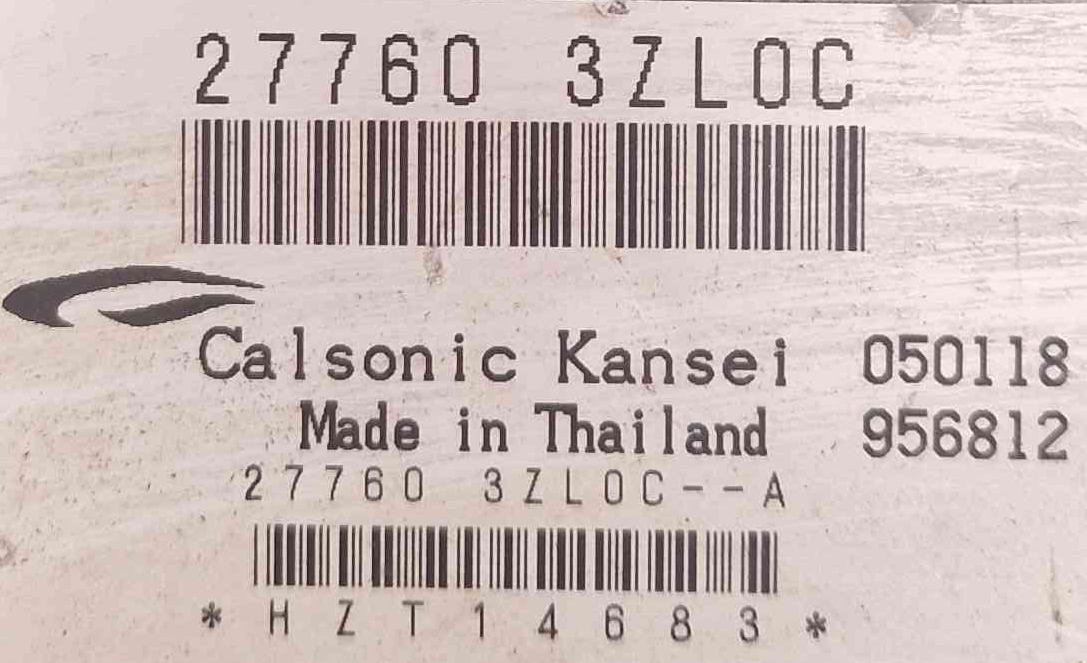 27760 3ZL0C
Calsonic Kansei 050118
Made in Thailand 956812
27760 3ZL0C--A
*HZT14683*